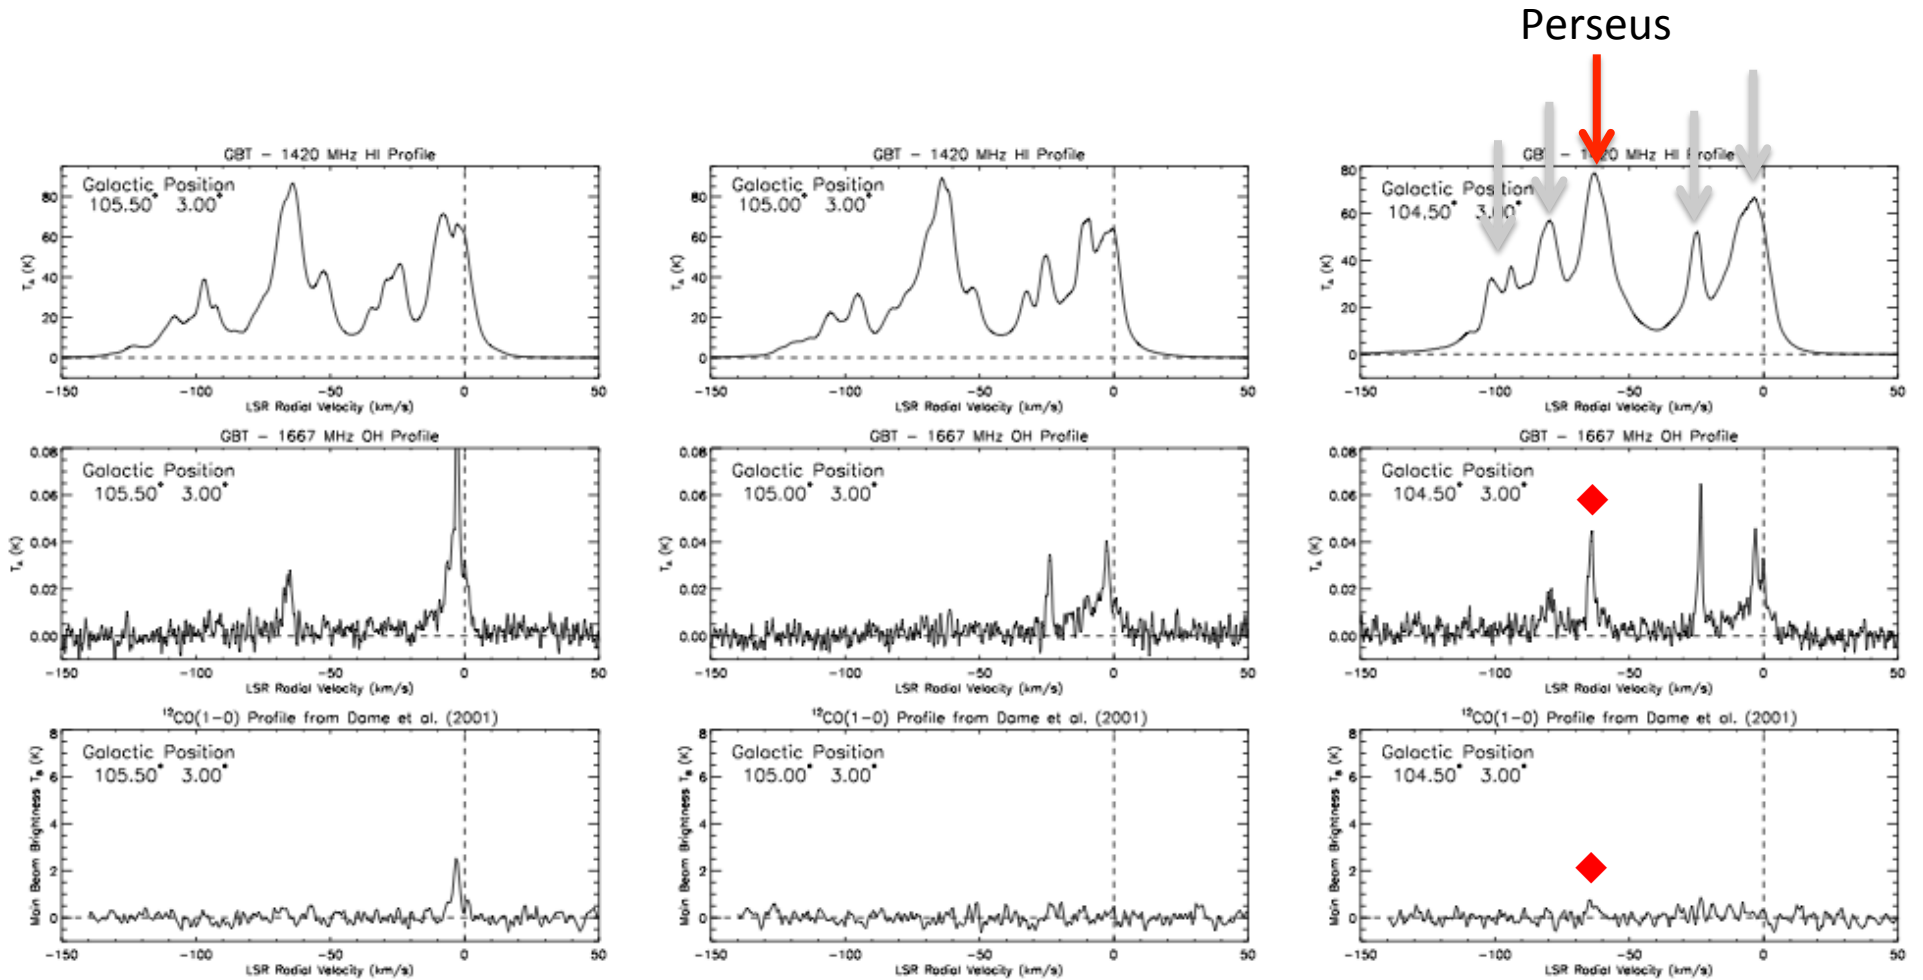 Perseus
GBT - 1420 MHz HI Profile
Galactic Position
105.50° 3.00°
80
60
40
20
0
T_A (K)
-150 -100 -50 0 50
LSR Radial Velocity (km/s)
GBT - 1420 MHz HI Profile
Galactic Position
105.00° 3.00°
80
60
40
20
0
T_A (K)
-150 -100 -50 0 50
LSR Radial Velocity (km/s)
GBT - 1420 MHz HI Profile
Galactic Position
104.50° 3.00°
80
60
40
20
0
T_A (K)
-150 -100 -50 0 50
LSR Radial Velocity (km/s)
GBT - 1667 MHz OH Profile
Galactic Position
105.50° 3.00°
0.08
0.06
0.04
0.02
0.00
T_A (K)
-150 -100 -50 0 50
LSR Radial Velocity (km/s)
GBT - 1667 MHz OH Profile
Galactic Position
105.00° 3.00°
0.08
0.06
0.04
0.02
0.00
T_A (K)
-150 -100 -50 0 50
LSR Radial Velocity (km/s)
GBT - 1667 MHz OH Profile
Galactic Position
104.50° 3.00°
0.08
0.06
0.04
0.02
0.00
T_A (K)
-150 -100 -50 0 50
LSR Radial Velocity (km/s)
¹²CO(1-0) Profile from Dame et al. (2001)
Galactic Position
105.50° 3.00°
8
6
4
2
0
Main Beam Brightness T_B (K)
-150 -100 -50 0 50
LSR Radial Velocity (km/s)
¹²CO(1-0) Profile from Dame et al. (2001)
Galactic Position
105.00° 3.00°
8
6
4
2
0
Main Beam Brightness T_B (K)
-150 -100 -50 0 50
LSR Radial Velocity (km/s)
¹²CO(1-0) Profile from Dame et al. (2001)
Galactic Position
104.50° 3.00°
8
6
4
2
0
Main Beam Brightness T_B (K)
-150 -100 -50 0 50
LSR Radial Velocity (km/s)